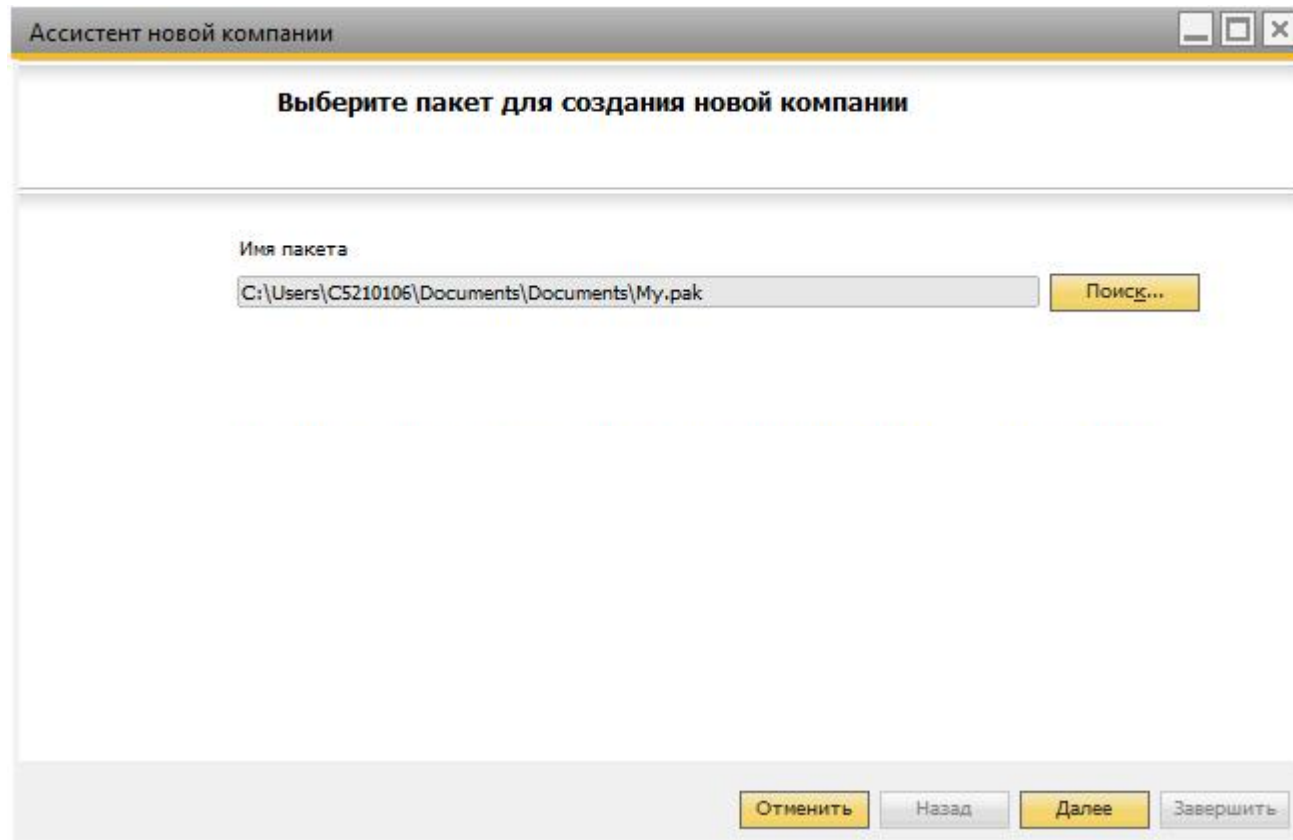 Ассистент новой компании
Выберите пакет для создания новой компании
Имя пакета
C:\Users\C5210106\Documents\Documents\My.pak
Поиск...
Отменить Назад Далее Завершить